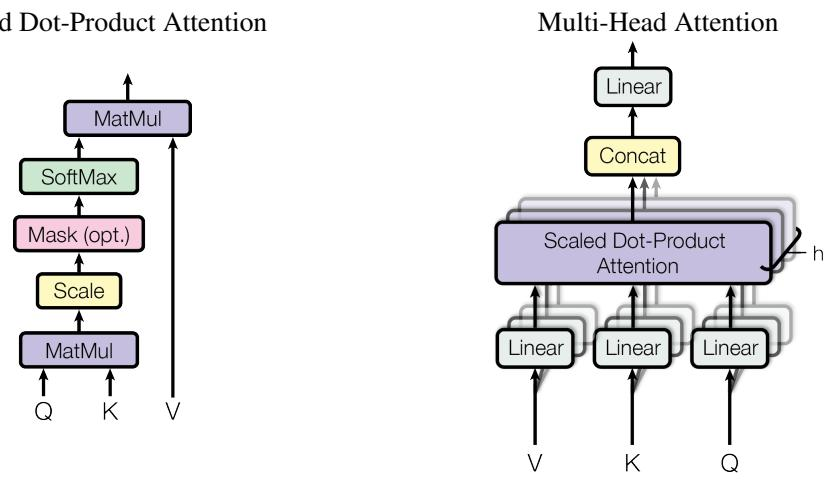 d Dot-Product Attention
MatMul
SoftMax
Mask (opt.)
Scale
MatMul
Q K V
Multi-Head Attention
Linear
Concat
Scaled Dot-Product
Attention
h
Linear Linear Linear
V K Q